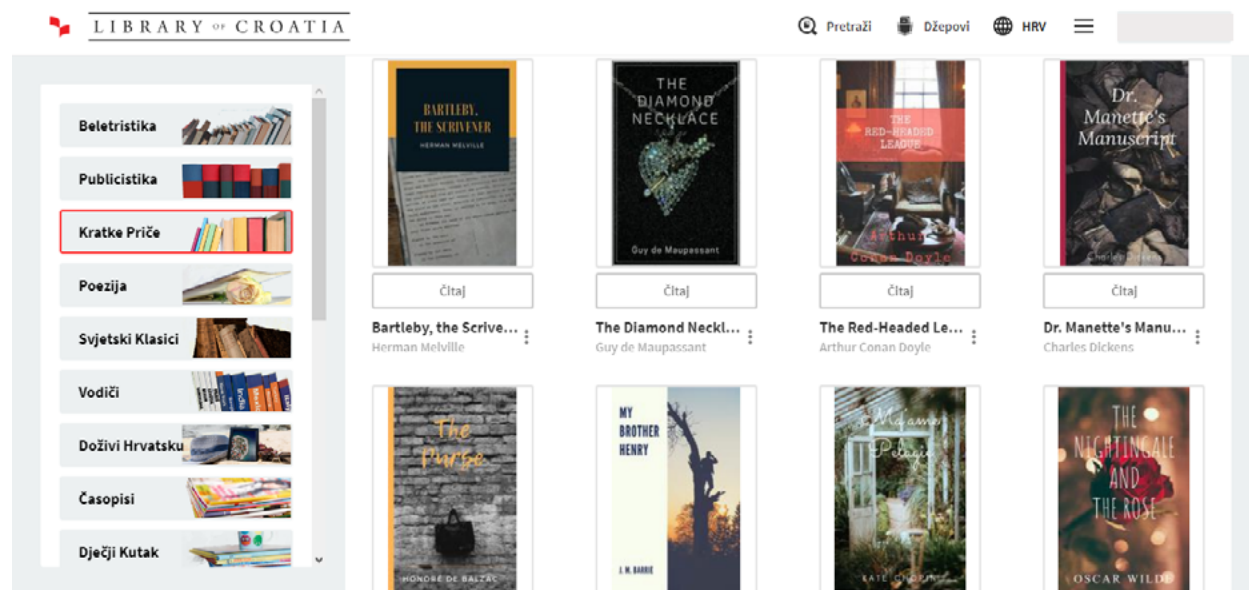 LIBRARY OF CROATIA
Pretraži
Džepovi
HRV
Beletristika
Publicistika
Kratke Priče
Poezija
Svjetski Klasici
Vodiči
Doživi Hrvatsku
Časopisi
Dječji Kutak
BARTLEBY,
THE SCRIVENER
HERMAN MELVILLE
Čitaj
Bartleby, the Scrive...
Herman Melville
THE
DIAMOND
NECKLACE
Guy de Maupassant
Čitaj
The Diamond Neckl...
Guy de Maupassant
THE
RED-HEADED
LEAGUE
Arthur
Conan Doyle
Čitaj
The Red-Headed Le...
Arthur Conan Doyle
Dr.
Manette's
Manuscript
Charles Dickens
Čitaj
Dr. Manette's Manu...
Charles Dickens
The
Purse
HONORE DE BALZAC
MY
BROTHER
HENRY
J. M. BARRIE
Ma'ame
Pelagie
KATE CHOPIN
THE
NIGHTINGALE
AND
THE ROSE
OSCAR WILDE